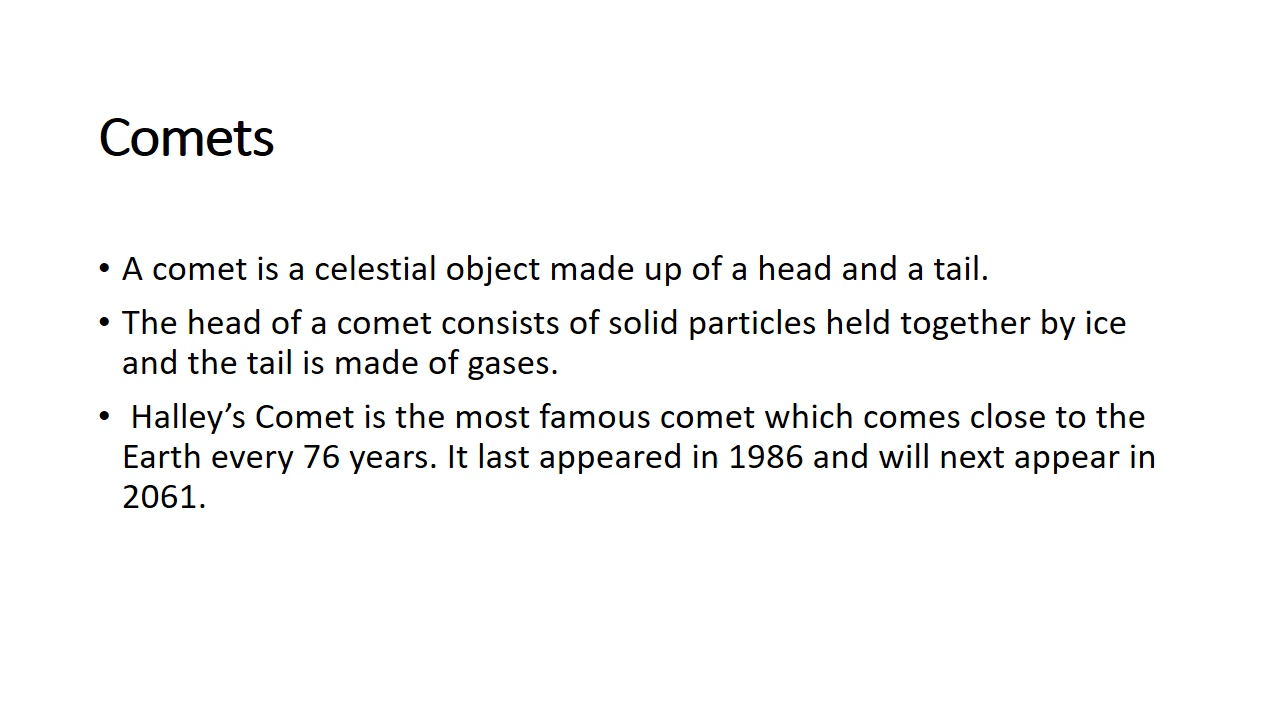 Comets
• A comet is a celestial object made up of a head and a tail.
• The head of a comet consists of solid particles held together by ice
and the tail is made of gases.
• Halley’s Comet is the most famous comet which comes close to the
Earth every 76 years. It last appeared in 1986 and will next appear in
2061.